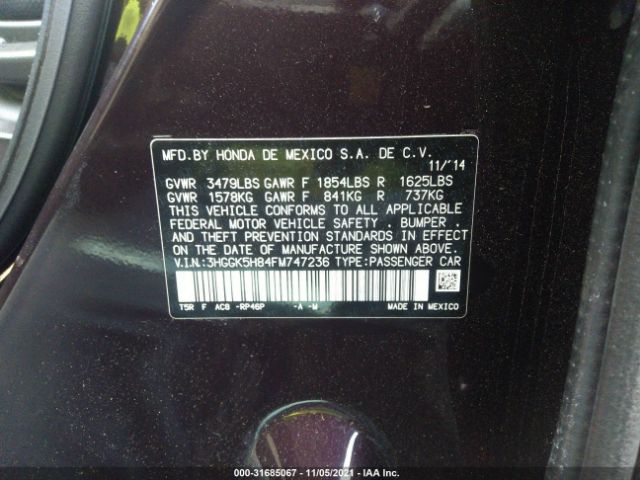 MFD.BY HONDA DE MEXICO S.A. DE C.V.
11/'14
GVWR 3479LBS GAWR F 1854LBS R 1625LBS
GVWR 1578KG GAWR F 841KG R 737KG
THIS VEHICLE CONFORMS TO ALL APPLICABLE
FEDERAL MOTOR VEHICLE SAFETY , BUMPER ,
AND THEFT PREVENTION STANDARDS IN EFFECT
ON THE DATE OF MANUFACTURE SHOWN ABOVE.
V.I.N.:3HGGK5H84FM747236 TYPE:PASSENGER CAR
T5R F AC8 -RP46P -A -M MADE IN MEXICO
000-31685067 - 11/05/2021 - IAA Inc.